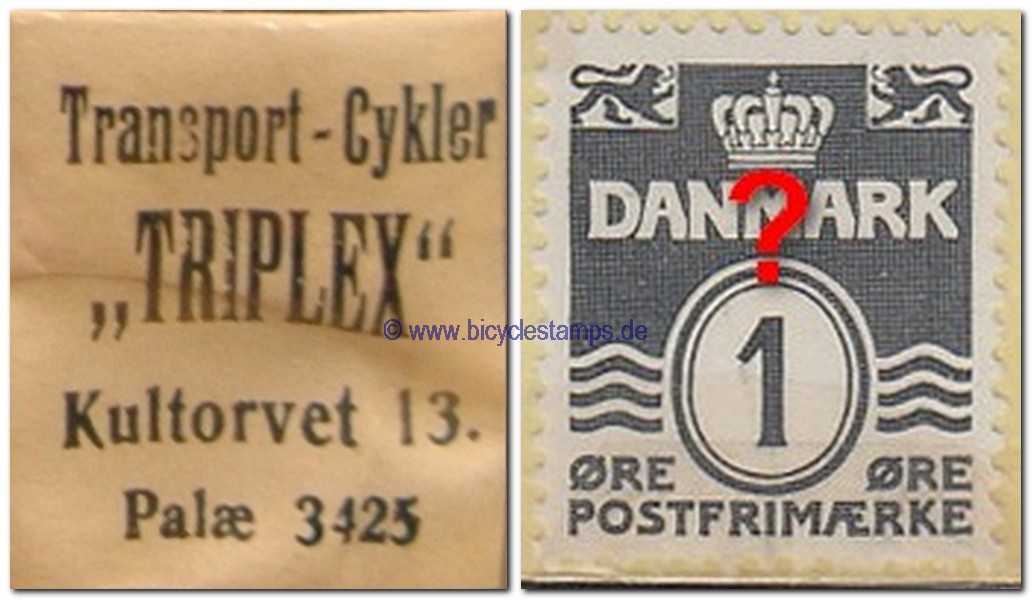 Transport-Cykler
„TRIPLEX“
Kultorvet 13.
Palæ 3425
© www.bicyclestamps.de
DANMARK
?
1
ØRE ØRE
POSTFRIMÆRKE